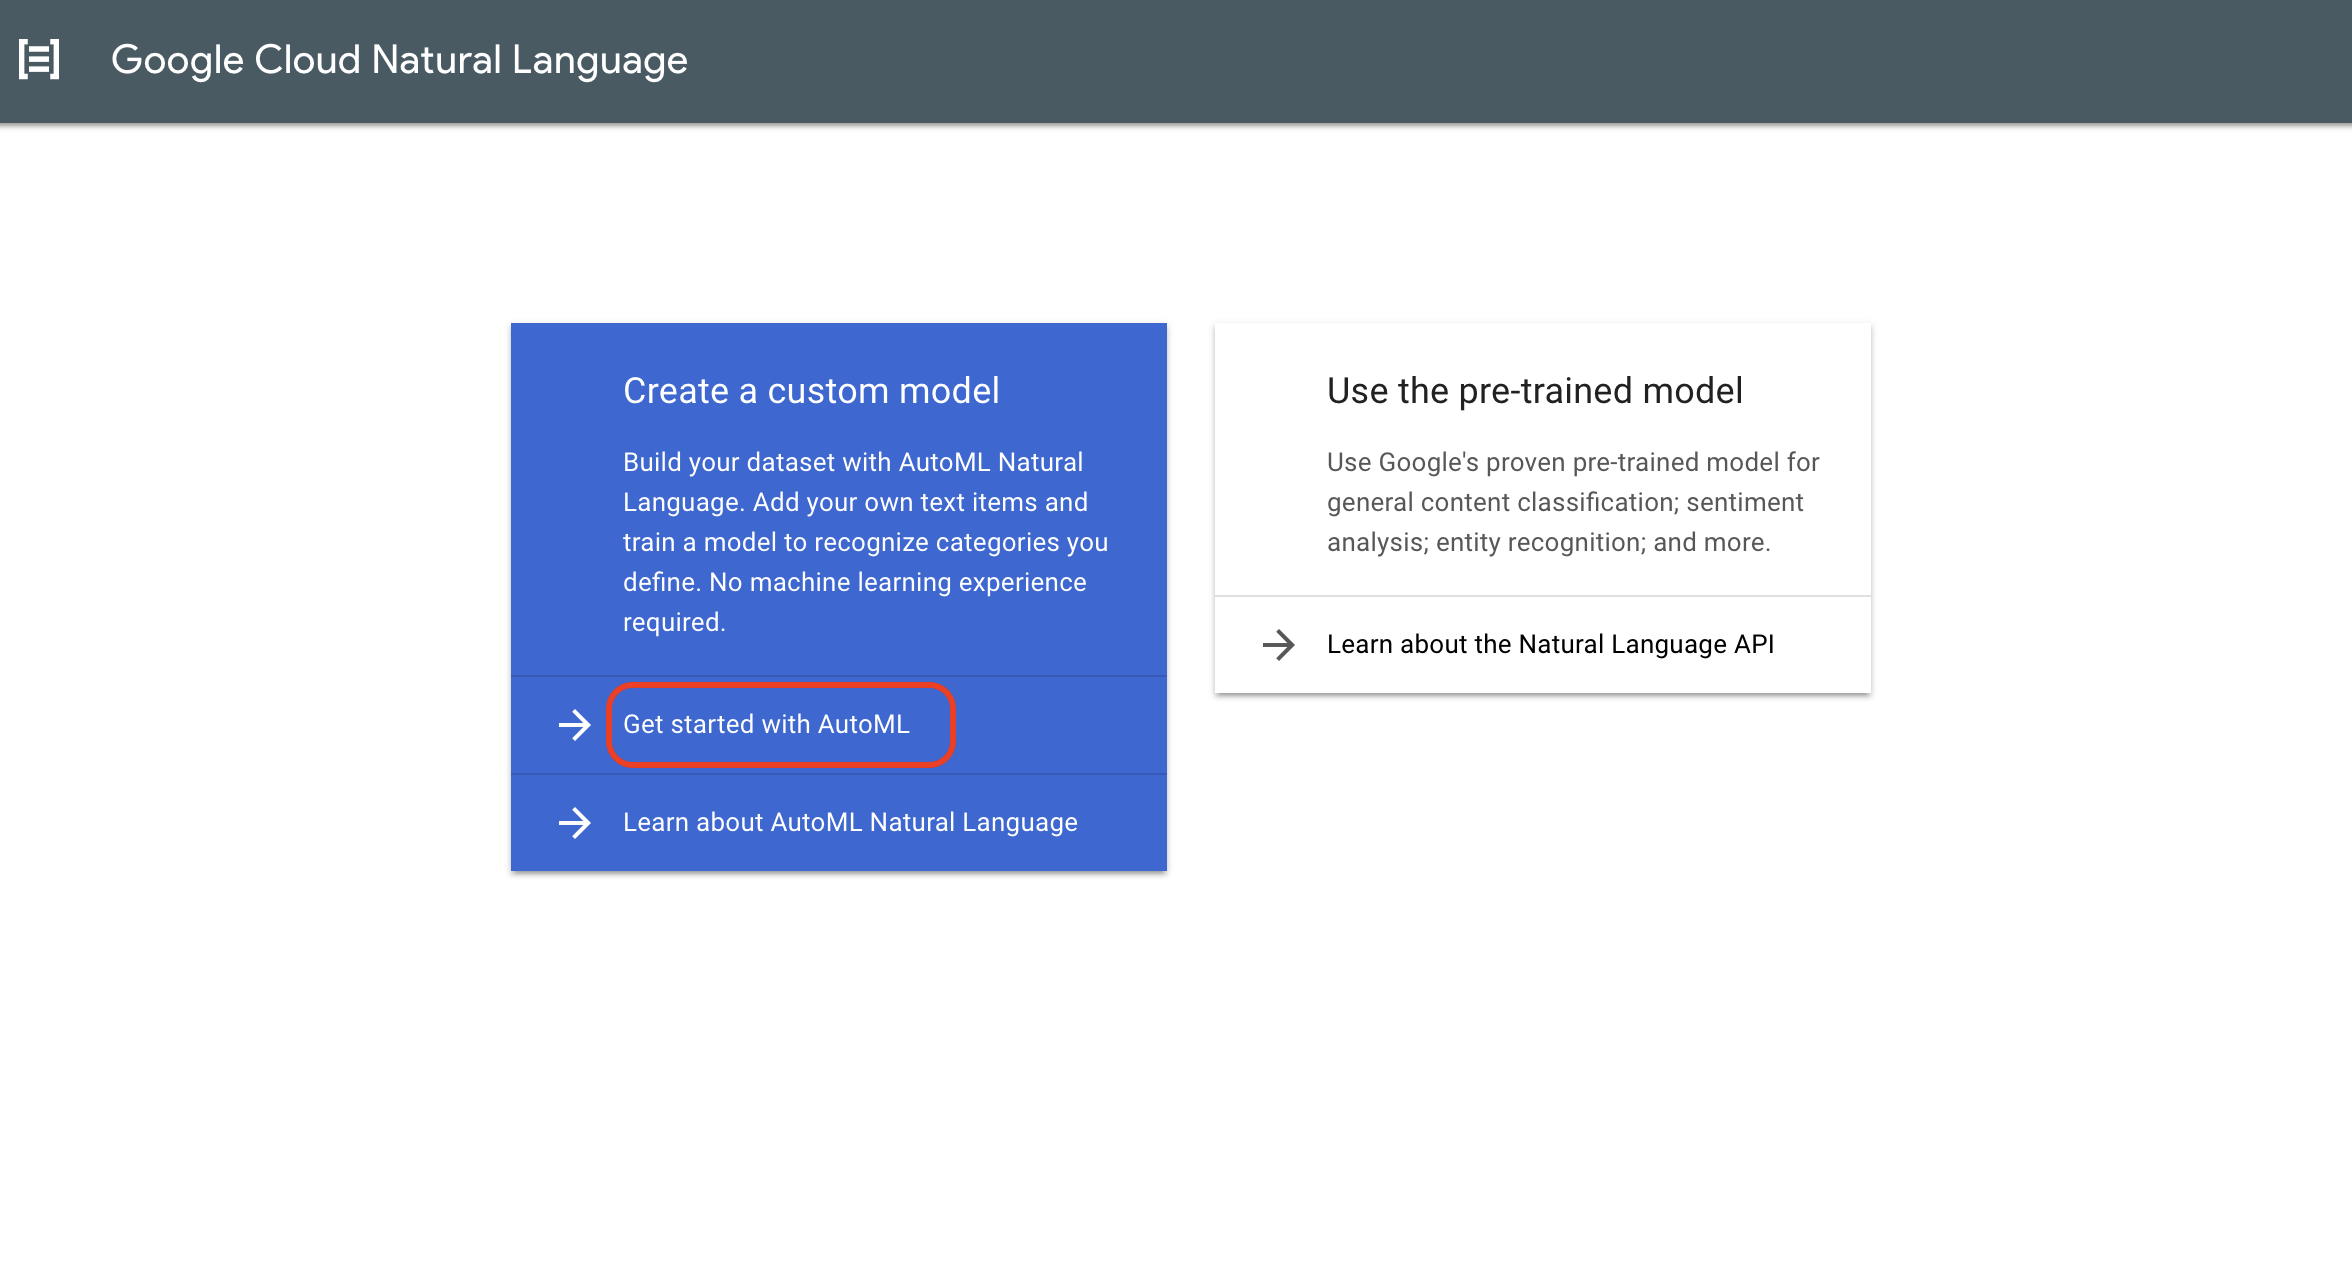 Google Cloud Natural Language
Create a custom model
Build your dataset with AutoML Natural
Language. Add your own text items and
train a model to recognize categories you
define. No machine learning experience
required.
Get started with AutoML
Learn about AutoML Natural Language
Use the pre-trained model
Use Google's proven pre-trained model for
general content classification; sentiment
analysis; entity recognition; and more.
Learn about the Natural Language API